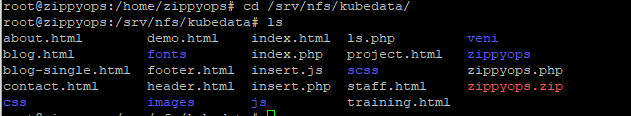 root@zippyops:/home/zippyops# cd /srv/nfs/kubedata/
root@zippyops:/srv/nfs/kubedata# ls
about.html        demo.html    index.html  ls.php         veni
blog.html         fonts        index.php   project.html   zippyops
blog-single.html  footer.html  insert.js   scss           zippyops.php
contact.html      header.html  insert.php  staff.html     zippyops.zip
css               images       js          training.html